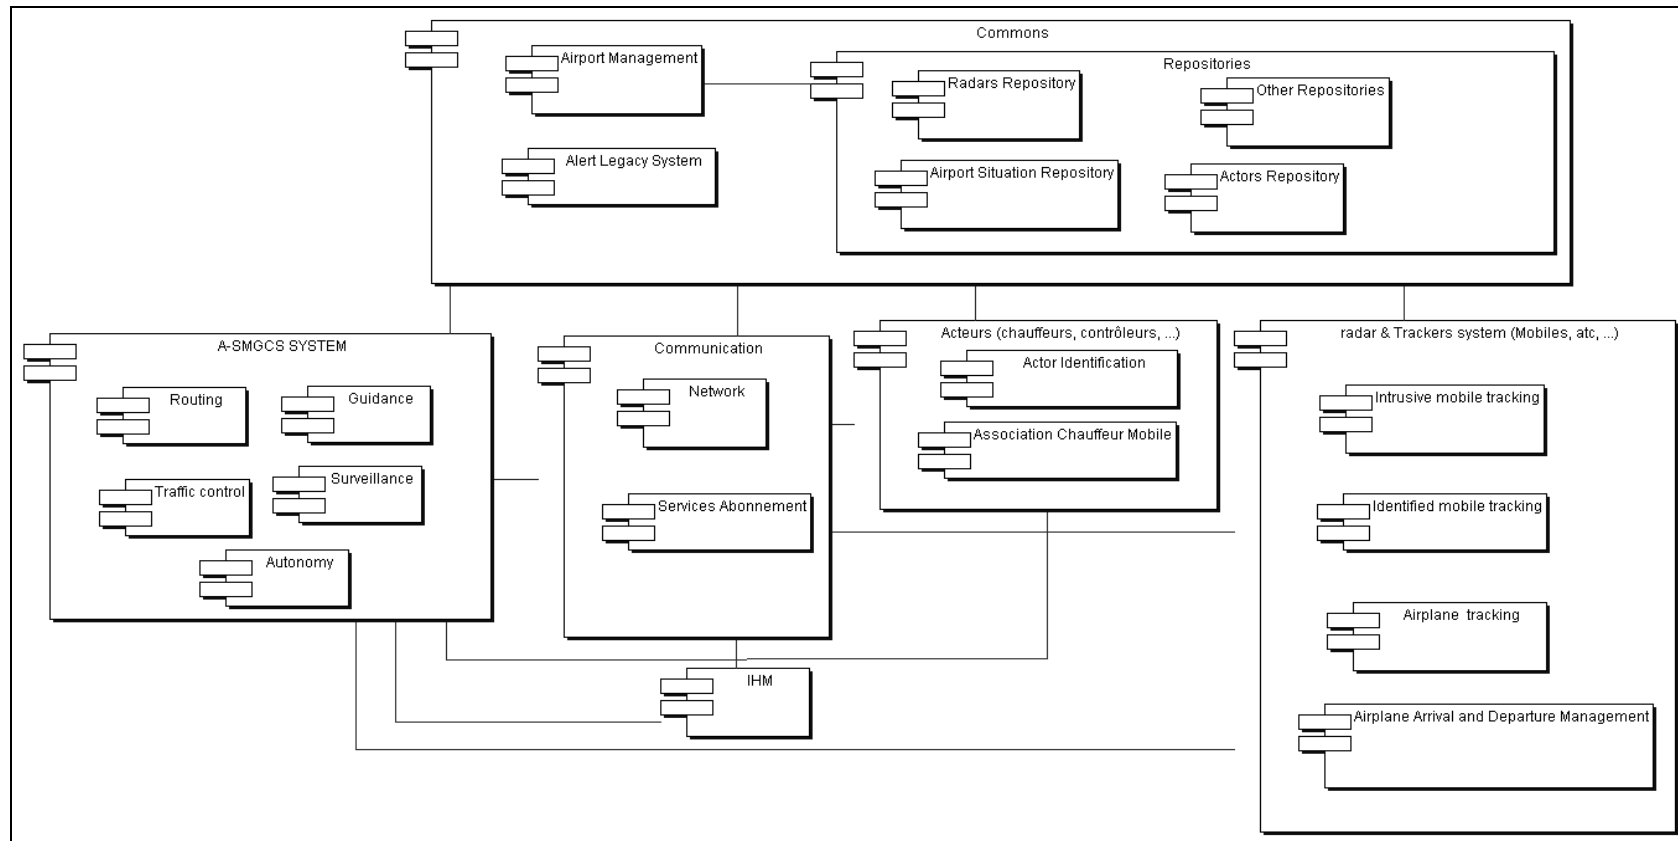 Commons
Airport Management
Repositories
Radars Repository
Other Repositories
Alert Legacy System
Airport Situation Repository
Actors Repository
A-SMGCS SYSTEM
Routing
Guidance
Traffic control
Surveillance
Autonomy
Communication
Network
Services Abonnement
Acteurs (chauffeurs, contrôleurs, ...)
Actor Identification
Association Chauffeur Mobile
radar & Trackers system (Mobiles, atc, ...)
Intrusive mobile tracking
Identified mobile tracking
Airplane tracking
Airplane Arrival and Departure Management
IHM